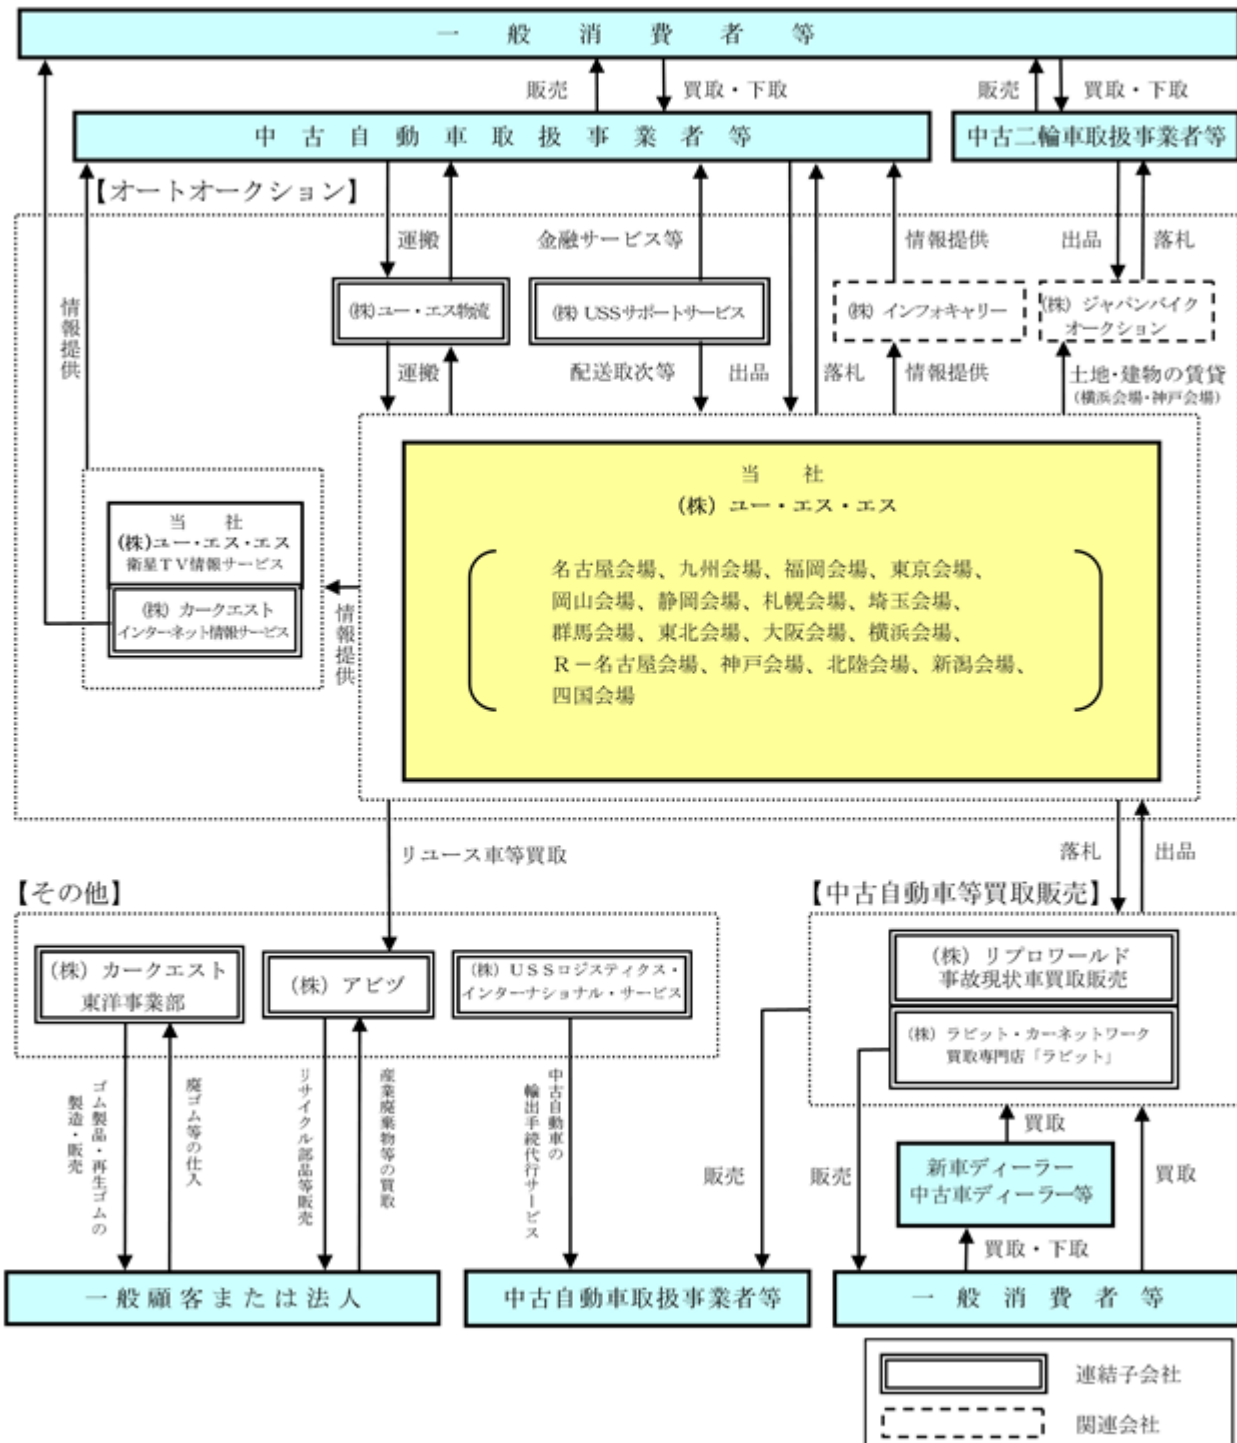 一般消費者等
販売
買取・下取
販売
買取・下取
中古自動車取扱事業者等
中古二輪車取扱事業者等
【オートオークション】
運搬
金融サービス等
情報提供
出品
落札
情報提供
(株)ユー・エス物流
(株)USSサポートサービス
(株)インフォキャリー
(株)ジャパンバイク
オークション
運搬
配送取次等
出品
落札
情報提供
土地・建物の賃貸
(横浜会場・神戸会場)
当 社
(株)ユー・エス・エス
名古屋会場、九州会場、福岡会場、東京会場、
岡山会場、静岡会場、札幌会場、埼玉会場、
群馬会場、東北会場、大阪会場、横浜会場、
R-名古屋会場、神戸会場、北陸会場、新潟会場、
四国会場
当 社
(株)ユー・エス・エス
衛星TV情報サービス
(株)カークエスト
インターネット情報サービス
情報提供
リユース車等買取
落札
出品
【その他】
【中古自動車等買取販売】
(株)カークエスト
東洋事業部
(株)アビヅ
(株)USSロジスティクス・
インターナショナル・サービス
(株)リプロワールド
事故現状車買取販売
(株)ラビット・カーネットワーク
買取専門店「ラビット」
ゴム製品・再生ゴムの
製造・販売
廃ゴム等の仕入
リサイクル部品等販売
産業廃棄物等の買取
中古自動車の
輸出手続代行サービス
販売
販売
買取
買取
新車ディーラー
中古車ディーラー等
買取・下取
一般顧客または法人
中古自動車取扱事業者等
一般消費者等
連結子会社
関連会社